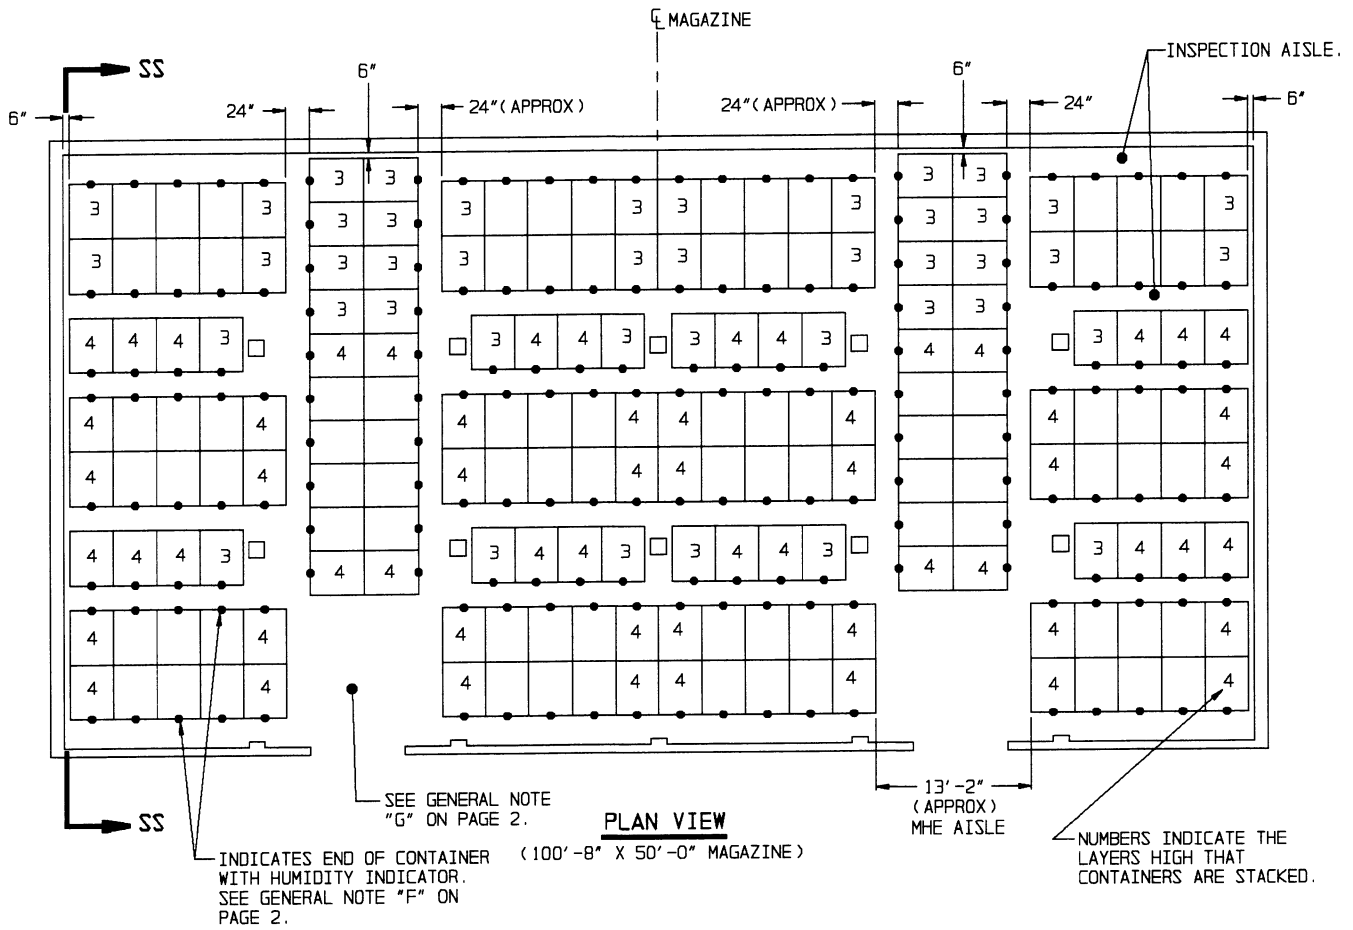 ℄ MAGAZINE
INSPECTION AISLE.
SS
6"
6"
6"
24"
24"(APPROX)
24"(APPROX)
24"
6"
3 3 3 3 3 3 3 3 3 3 3 3
3 3
3 3 3 3 3 3 3 3
3 3 3 3
3 3 3 3
4 4 4 3 3 4 4 3 3 4 4 3 3 4 4 4
4 4 4 4
4 4 4 4 4 4 4 4
4 4 4 4 4 4 4 4
4 4 4 3 3 4 4 3 3 4 4 3 3 4 4 4
4 4 4 4
4 4 4 4 4 4 4 4
4 4 4 4 4 4 4 4
SEE GENERAL NOTE
"G" ON PAGE 2.
13'-2"
(APPROX)
MHE AISLE
SS
PLAN VIEW
(100'-8" X 50'-0" MAGAZINE)
INDICATES END OF CONTAINER
WITH HUMIDITY INDICATOR.
SEE GENERAL NOTE "F" ON
PAGE 2.
NUMBERS INDICATE THE
LAYERS HIGH THAT
CONTAINERS ARE STACKED.